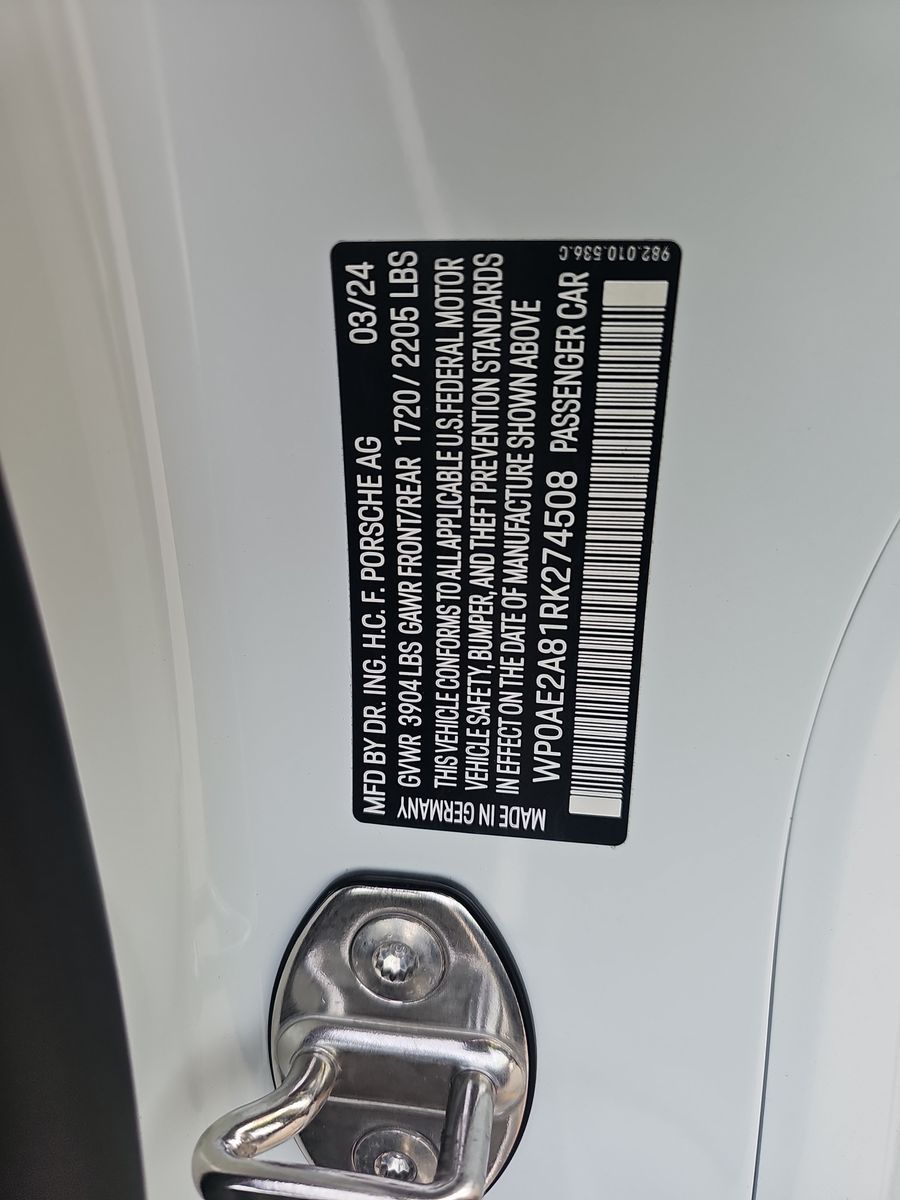 MFD BY DR. ING. H.C. F. PORSCHE AG 03/24
GVWR 3904 LBS GAWR FRONT/REAR 1720 / 2205 LBS
THIS VEHICLE CONFORMS TO ALL APPLICABLE U.S. FEDERAL MOTOR
VEHICLE SAFETY, BUMPER, AND THEFT PREVENTION STANDARDS
IN EFFECT ON THE DATE OF MANUFACTURE SHOWN ABOVE
WP0AE2A81RK274508 PASSENGER CAR
MADE IN GERMANY
982.010.536.C